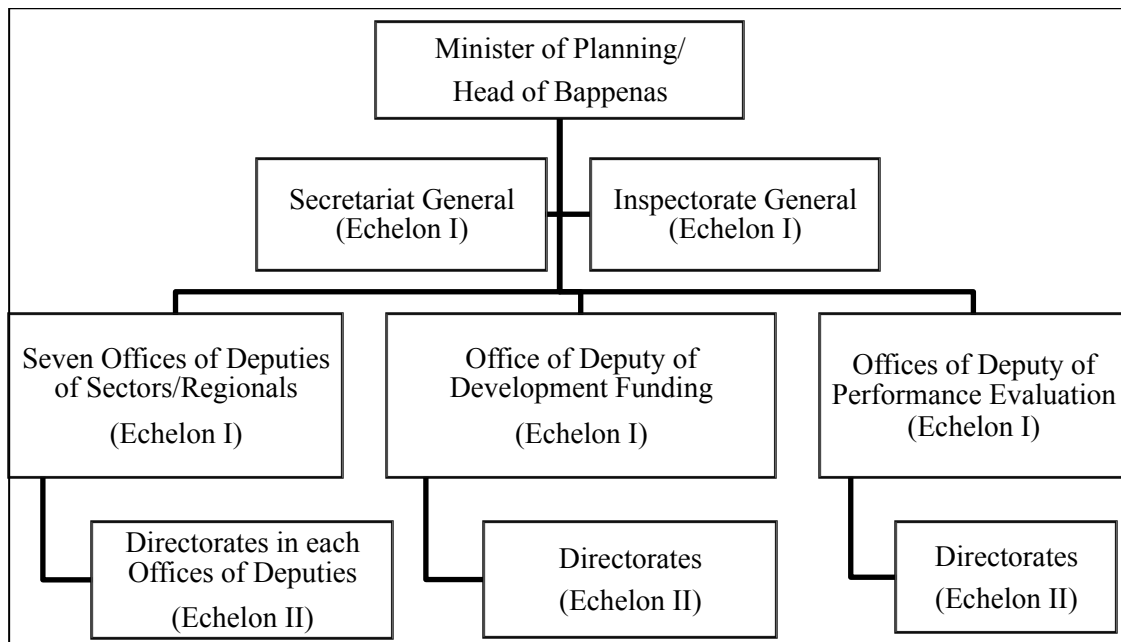 Minister of Planning/
Head of Bappenas
Secretariat General
(Echelon I)
Inspectorate General
(Echelon I)
Seven Offices of Deputies
of Sectors/Regionals
(Echelon I)
Office of Deputy of
Development Funding
(Echelon I)
Offices of Deputy of
Performance Evaluation
(Echelon I)
Directorates in each
Offices of Deputies
(Echelon II)
Directorates
(Echelon II)
Directorates
(Echelon II)